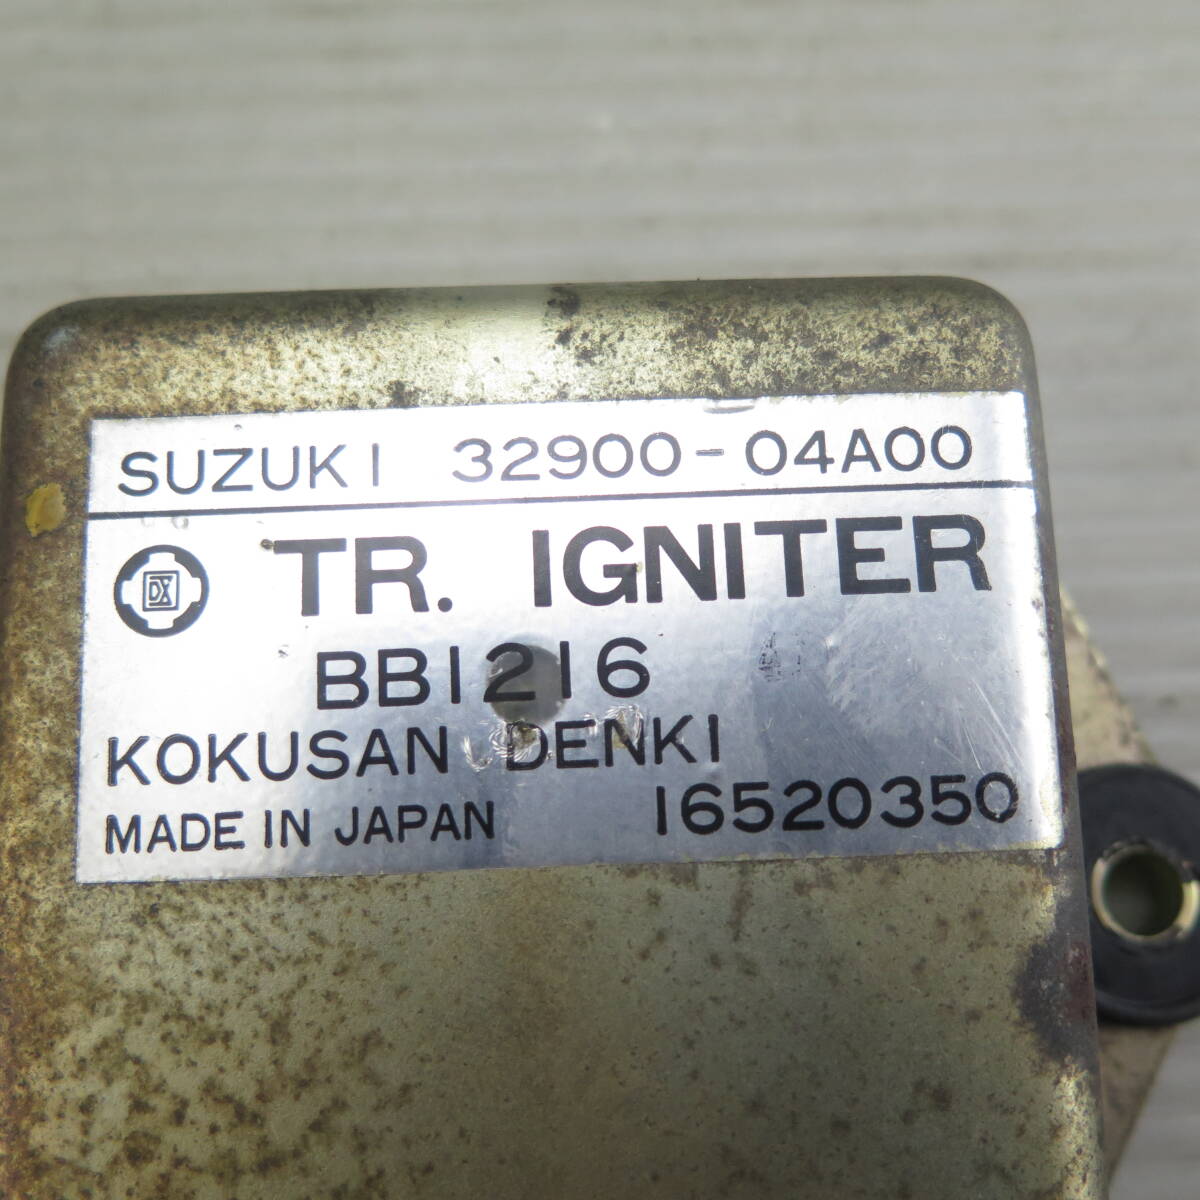 SUZUKI 32900-04A00
TR. IGNITER
BB1216
KOKUSAN DENKI
MADE IN JAPAN 16520350